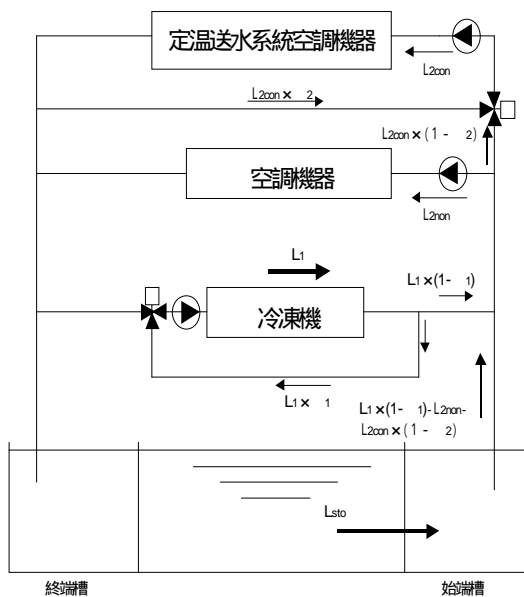 定温送水系統空調機器
L2con
L2con× 2
L2con×(1- 2)
空調機器
L2non
L1
L1×(1- 1)
冷凍機
L1× 1
L1×(1- 1)-L2non-
L2con×(1- 2)
Lsto
終端槽
始端槽